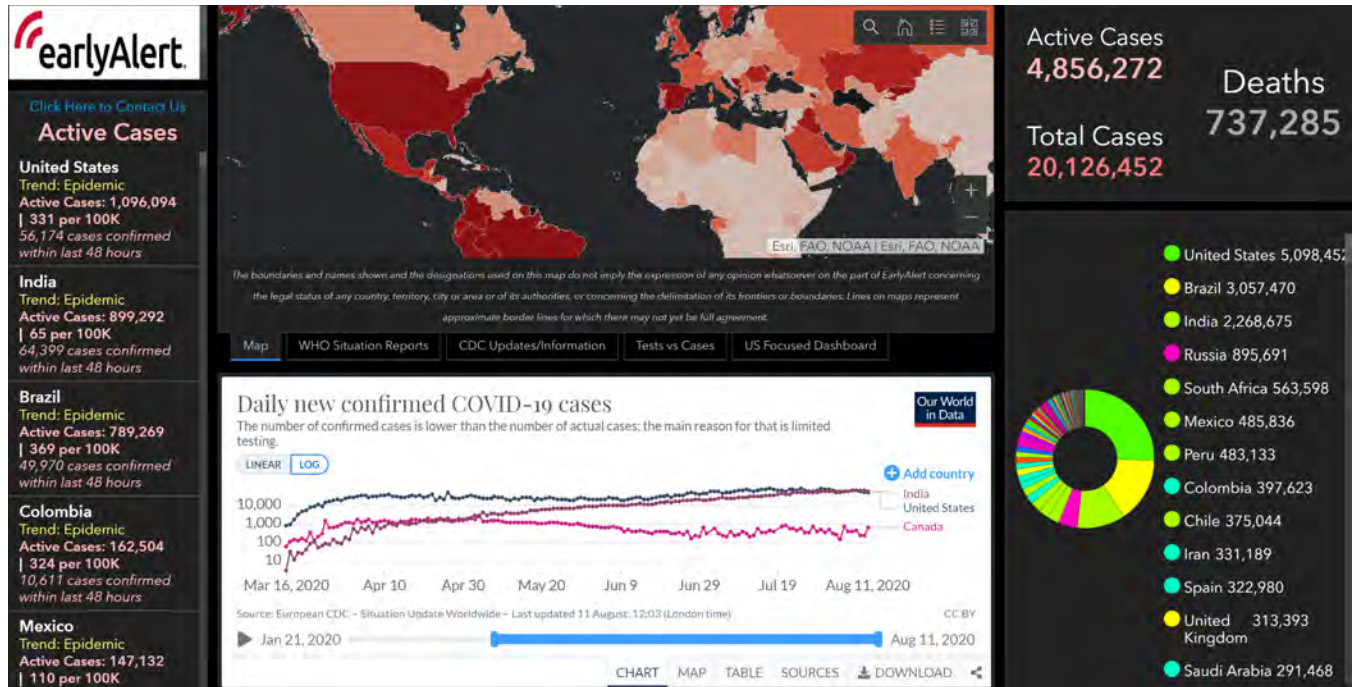 earlyAlert.
Click Here to Contact Us
Active Cases
United States
Trend: Epidemic
Active Cases: 1,096,094
| 331 per 100K
56,174 cases confirmed
within last 48 hours
India
Trend: Epidemic
Active Cases: 899,292
| 65 per 100K
64,399 cases confirmed
within last 48 hours
Brazil
Trend: Epidemic
Active Cases: 789,269
| 369 per 100K
49,970 cases confirmed
within last 48 hours
Colombia
Trend: Epidemic
Active Cases: 162,504
| 324 per 100K
10,611 cases confirmed
within last 48 hours
Mexico
Trend: Epidemic
Active Cases: 147,132
| 110 per 100K
Esri, FAO, NOAA | Esri, FAO, NOAA
The boundaries and names shown and the designations used on this map do not imply the expression of any opinion whatsoever on the part of EarlyAlert concerning
the legal status of any country, territory, city or area or of its authorities, or concerning the delimitation of its frontiers or boundaries. Lines on maps represent
approximate border lines for which there may not yet be full agreement.
Map
WHO Situation Reports
CDC Updates/Information
Tests vs Cases
US Focused Dashboard
Daily new confirmed COVID-19 cases
The number of confirmed cases is lower than the number of actual cases; the main reason for that is limited
testing.
Our World
in Data
LINEAR
LOG
Add country
10,000
1,000
100
10
India
United States
Canada
Mar 16, 2020
Apr 10
Apr 30
May 20
Jun 9
Jun 29
Jul 19
Aug 11, 2020
Source: European CDC – Situation Update Worldwide – Last updated 11 August, 12:03 (London time)
CC BY
Jan 21, 2020
Aug 11, 2020
CHART
MAP
TABLE
SOURCES
DOWNLOAD
Active Cases
4,856,272
Total Cases
20,126,452
Deaths
737,285
United States 5,098,452
Brazil 3,057,470
India 2,268,675
Russia 895,691
South Africa 563,598
Mexico 485,836
Peru 483,133
Colombia 397,623
Chile 375,044
Iran 331,189
Spain 322,980
United 313,393
Kingdom
Saudi Arabia 291,468